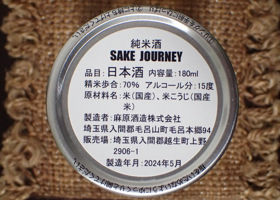 純米酒
SAKE JOURNEY
品目:日本酒 内容量:180ml
精米歩合:70% アルコール分:15度
原材料名:米(国産)、米こうじ(国産
米)
製造者:麻原酒造株式会社
埼玉県入間郡毛呂山町毛呂本郷94
販売場:埼玉県入間郡越生町上野
2906-1
製造年月:2024年5月